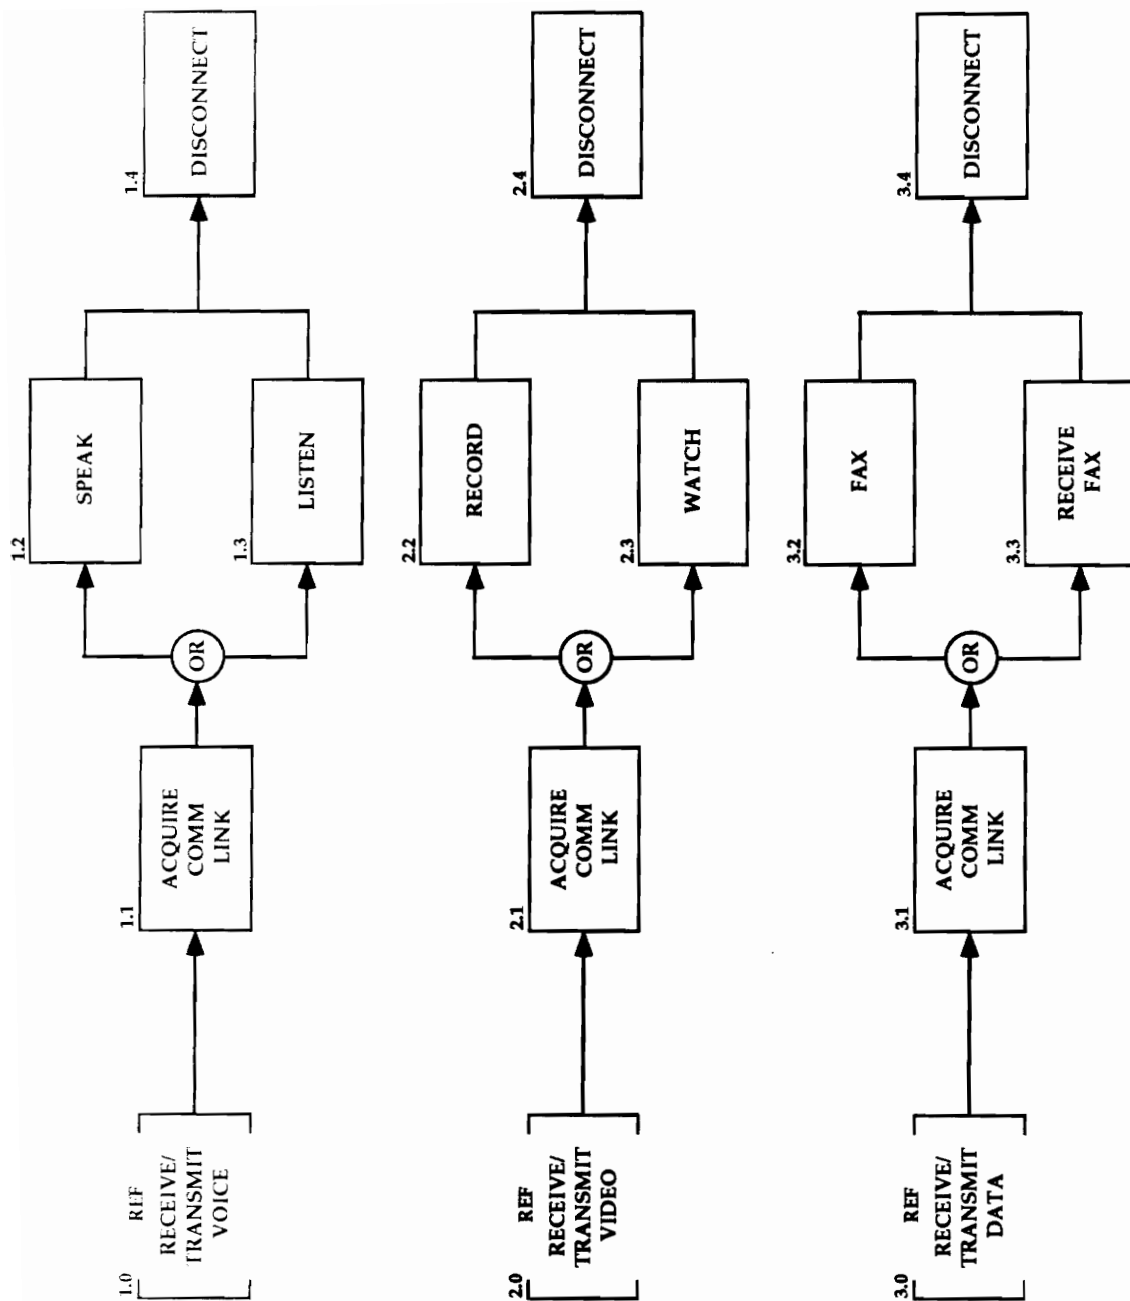 1.0
REF
RECEIVE/
TRANSMIT
VOICE
1.1
ACQUIRE
COMM
LINK
OR
1.2
SPEAK
1.3
LISTEN
1.4
DISCONNECT
2.0
REF
RECEIVE/
TRANSMIT
VIDEO
2.1
ACQUIRE
COMM
LINK
OR
2.2
RECORD
2.3
WATCH
2.4
DISCONNECT
3.0
REF
RECEIVE/
TRANSMIT
DATA
3.1
ACQUIRE
COMM
LINK
OR
3.2
FAX
3.3
RECEIVE
FAX
3.4
DISCONNECT